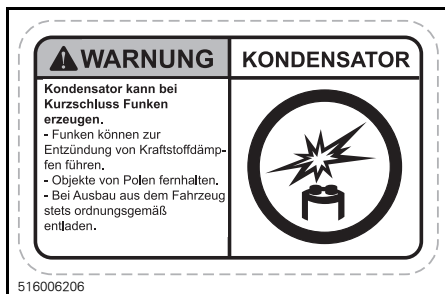 WARNUNG
KONDENSATOR
Kondensator kann bei
Kurzschluss Funken
erzeugen.
- Funken können zur
Entzündung von Kraftstoffdämp-
fen führen.
- Objekte von Polen fernhalten.
- Bei Ausbau aus dem Fahrzeug
stets ordnungsgemäß
entladen.
516006206